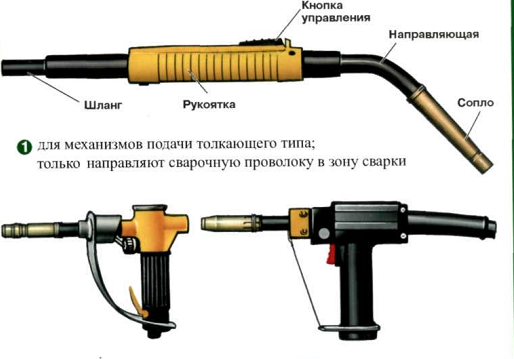 Кнопка
управления
Направляющая
Шланг
Рукоятка
Сопло
1 для механизмов подачи толкающего типа;
только направляют сварочную проволоку в зону сварки